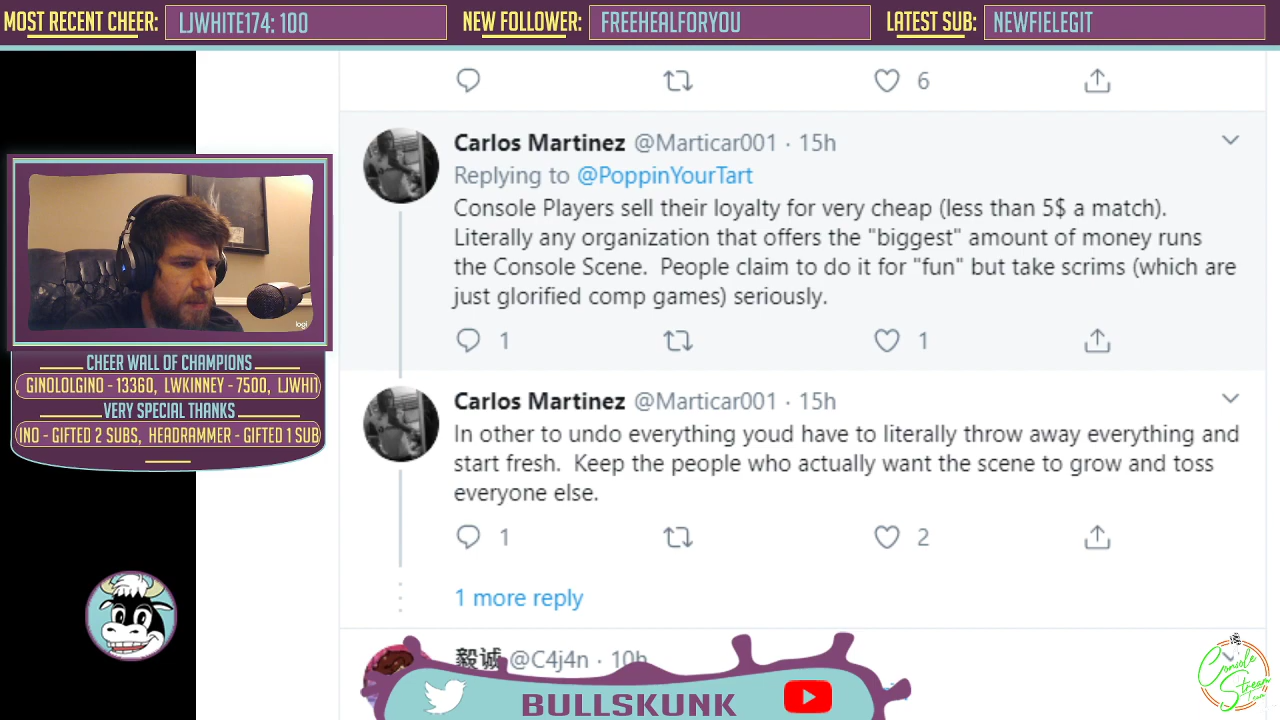 MOST RECENT CHEER: LJWHITE174: 100 NEW FOLLOWER: FREEHEALFORYOU LATEST SUB: NEWFIELEGIT
6
Carlos Martinez @Marticar001 · 15h
Replying to @PoppinYourTart
Console Players sell their loyalty for very cheap (less than 5$ a match).
Literally any organization that offers the "biggest" amount of money runs
the Console Scene. People claim to do it for "fun" but take scrims (which are
just glorified comp games) seriously.
1 1
Carlos Martinez @Marticar001 · 15h
In other to undo everything youd have to literally throw away everything and
start fresh. Keep the people who actually want the scene to grow and toss
everyone else.
1 2
1 more reply
毅诚 @C4j4n · 10h
logi
CHEER WALL OF CHAMPIONS
, GINOLOLGINO - 13360, LWKINNEY - 7500, LJWHIT
VERY SPECIAL THANKS
INO - GIFTED 2 SUBS, HEADRAMMER - GIFTED 1 SUB
BULLSKUNK
Console
Stream
.com